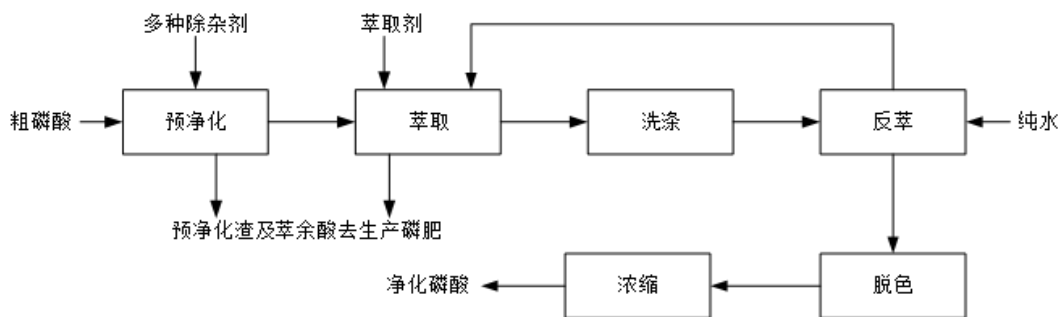 多种除杂剂
萃取剂
粗磷酸
预净化
萃取
洗涤
反萃
纯水
预净化渣及萃余酸去生产磷肥
净化磷酸
浓缩
脱色